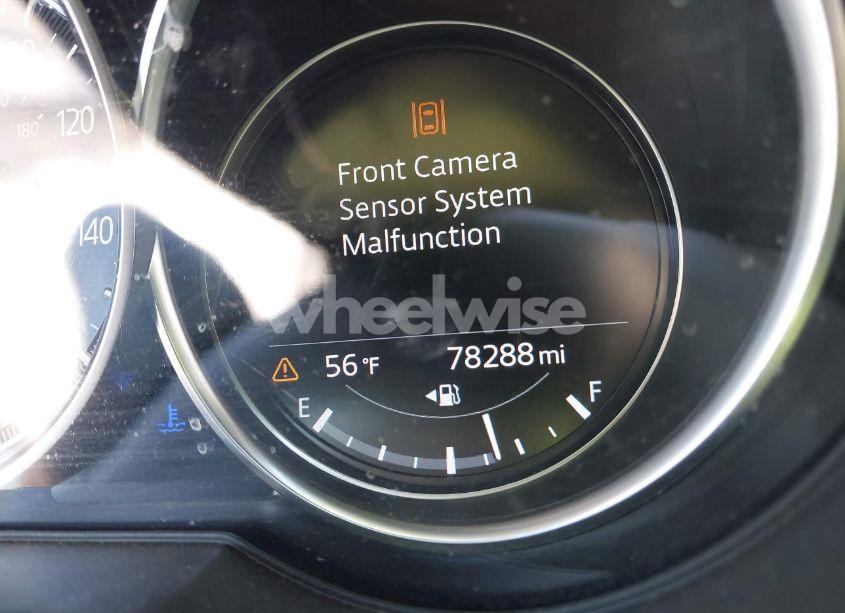 120
180
140
Front Camera
Sensor System
Malfunction
wheelwise
56 °F
78288 mi
E
F